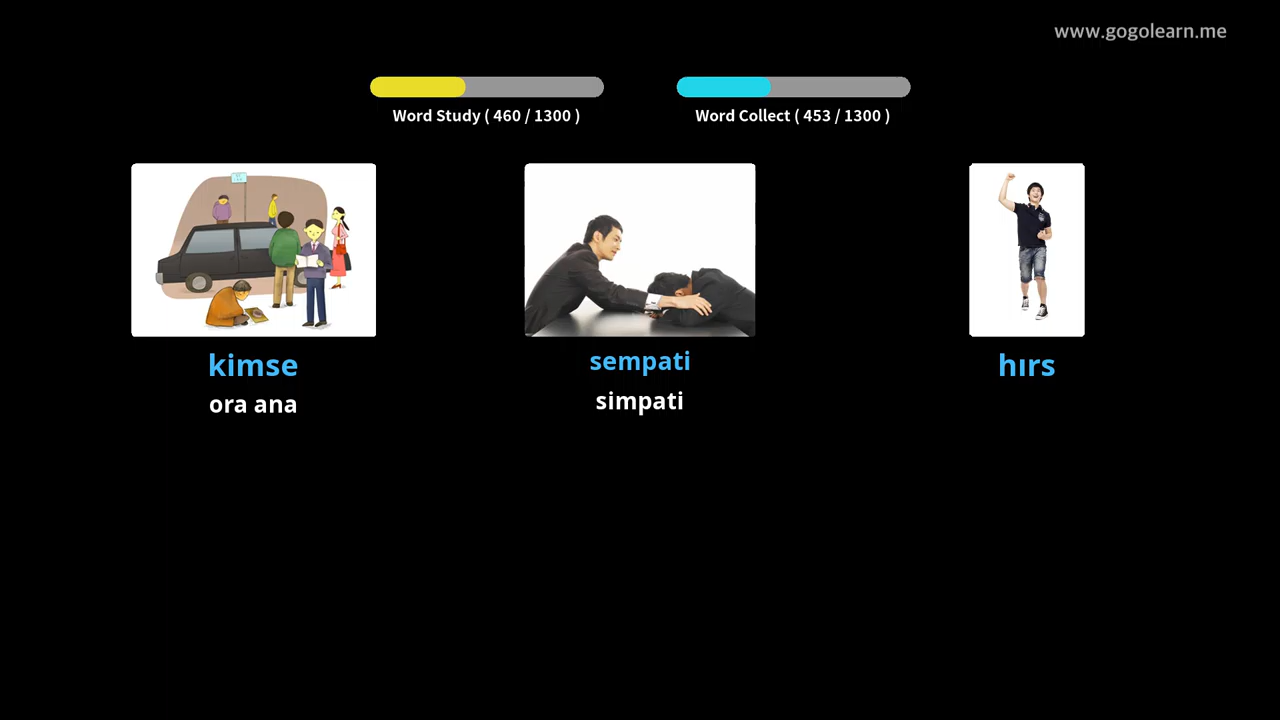 www.gogolearn.me
Word Study ( 460 / 1300 )
Word Collect ( 453 / 1300 )
kimse
ora ana
sempati
simpati
hırs